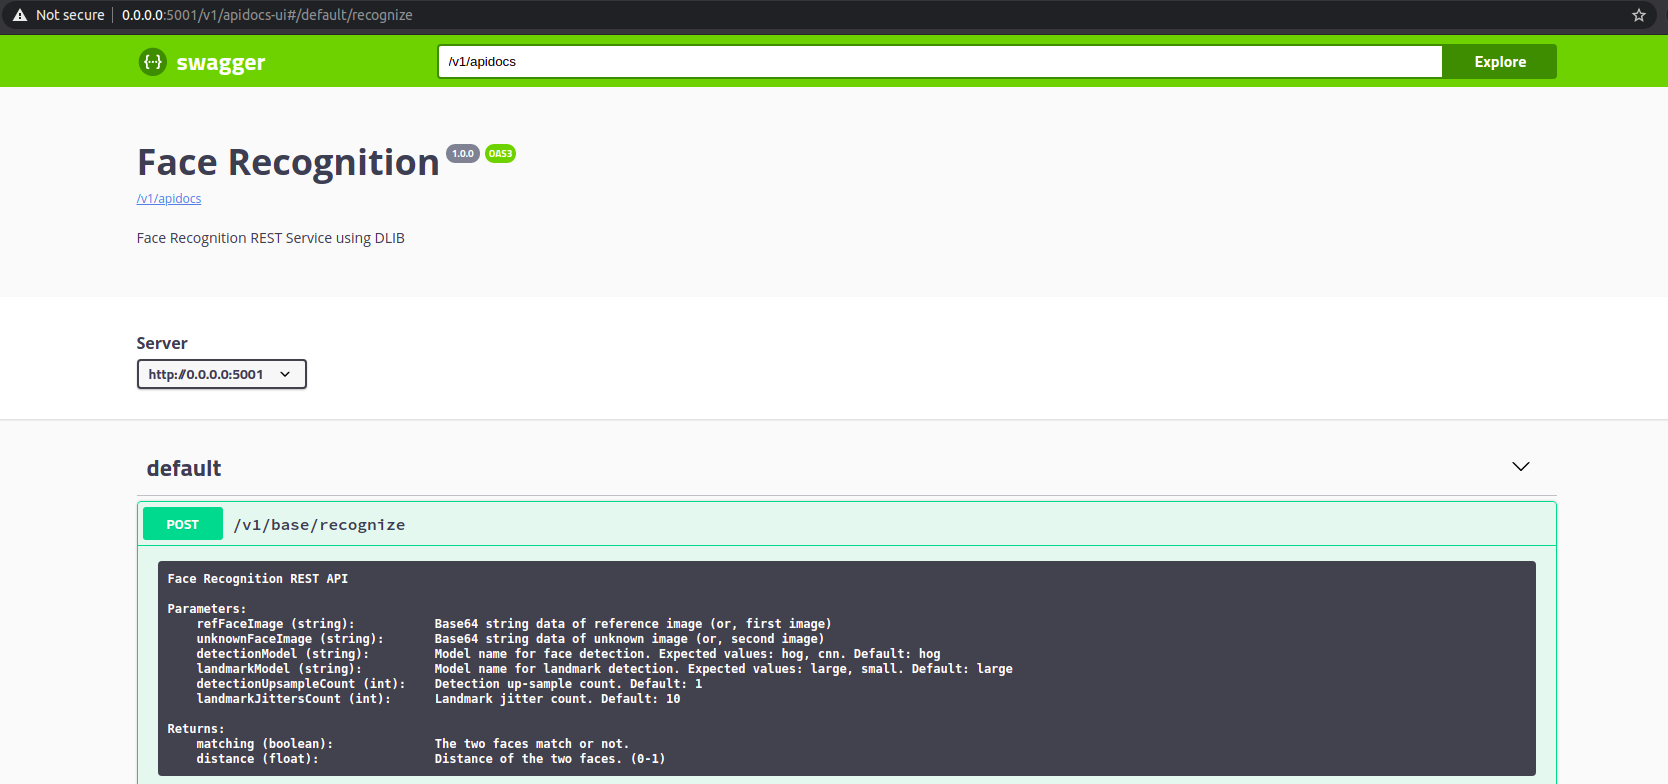 Not secure | 0.0.0.0:5001/v1/apidocs-ui#/default/recognize
{··} swagger /v1/apidocs Explore
Face Recognition 1.0.0 OAS3
/v1/apidocs
Face Recognition REST Service using DLIB
Server
http://0.0.0.0:5001
default
POST /v1/base/recognize
Face Recognition REST API
Parameters:
refFaceImage (string): Base64 string data of reference image (or, first image)
unknownFaceImage (string): Base64 string data of unknown image (or, second image)
detectionModel (string): Model name for face detection. Expected values: hog, cnn. Default: hog
landmarkModel (string): Model name for landmark detection. Expected values: large, small. Default: large
detectionUpsampleCount (int): Detection up-sample count. Default: 1
landmarkJittersCount (int): Landmark jitter count. Default: 10
Returns:
matching (boolean): The two faces match or not.
distance (float): Distance of the two faces. (0-1)